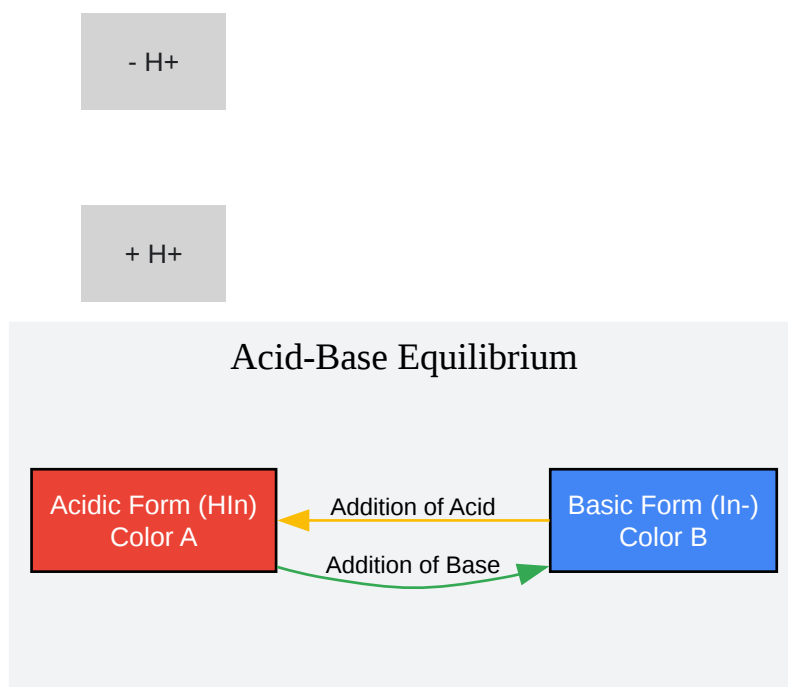 - H+
+ H+
Acid-Base Equilibrium
Acidic Form (HIn)
Color A
Addition of Acid
Addition of Base
Basic Form (In-)
Color B